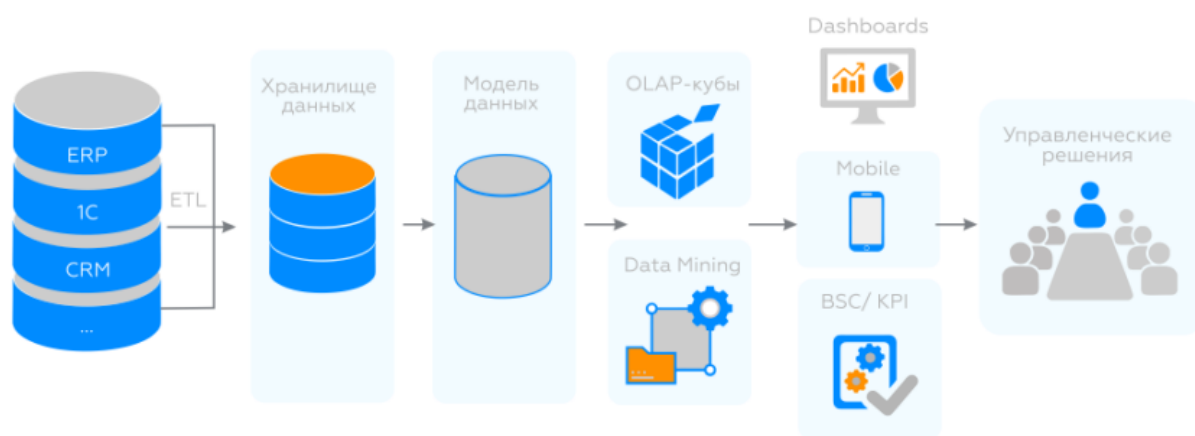 ERP
1C
CRM
...
ETL
Хранилище
данных
Модель
данных
OLAP-кубы
Data Mining
Dashboards
Mobile
BSC/ KPI
Управленческие
решения